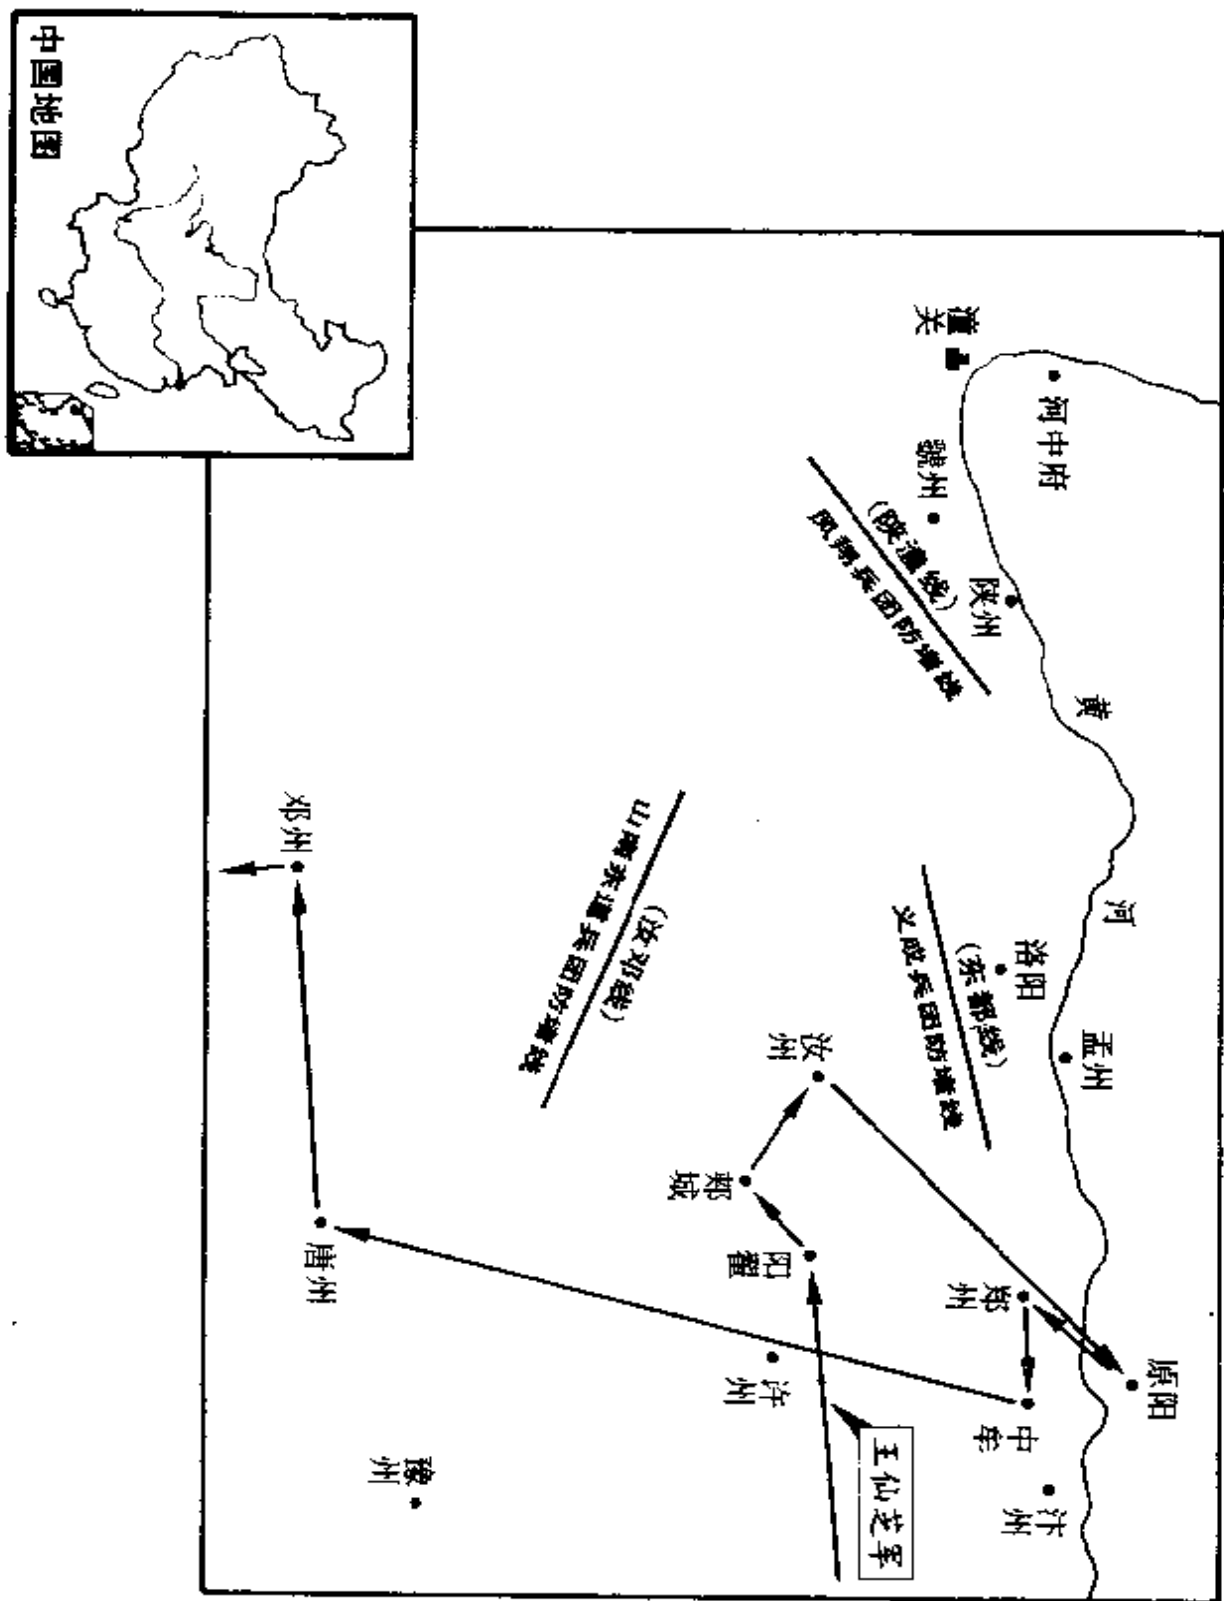 中国地图
潼关
河中府
虢州
陕州
(陕潼线)
凤翔兵团防堵线
黄
河
洛阳
孟州
(东都线)
义成兵团防堵线
邓州
(汝邓线)
山南东道兵团防堵线
汝州
郏城
阳翟
唐州
郑州
原阳
许州
中牟
汴州
王仙芝军
豫州